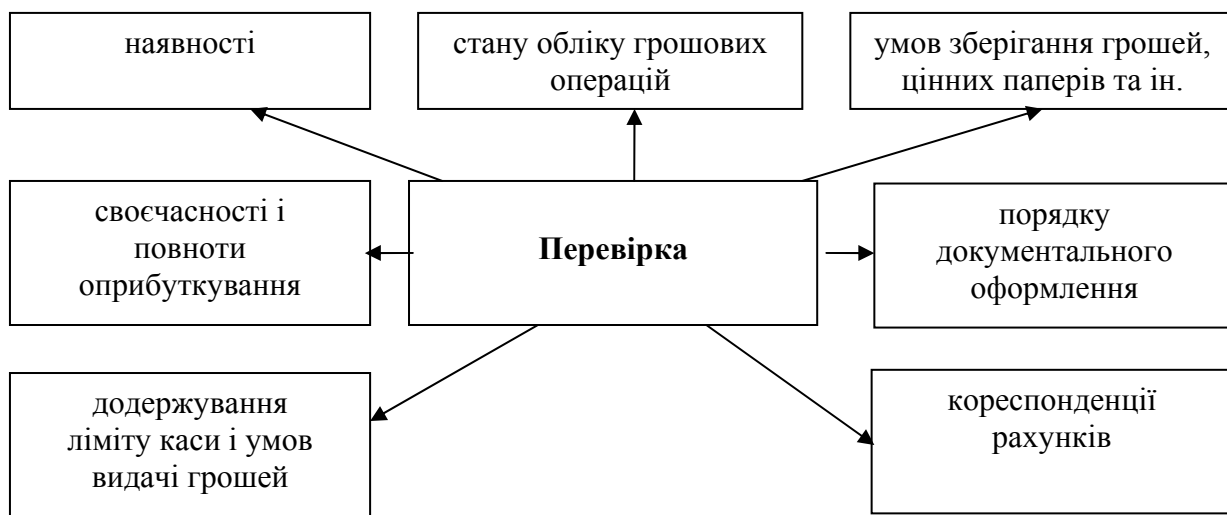 наявності
стану обліку грошових
операцій
умов зберігання грошей,
цінних паперів та ін.
своєчасності і
повноти
оприбуткування
Перевірка
порядку
документального
оформлення
додержування
ліміту каси і умов
видачі грошей
кореспонденції
рахунків